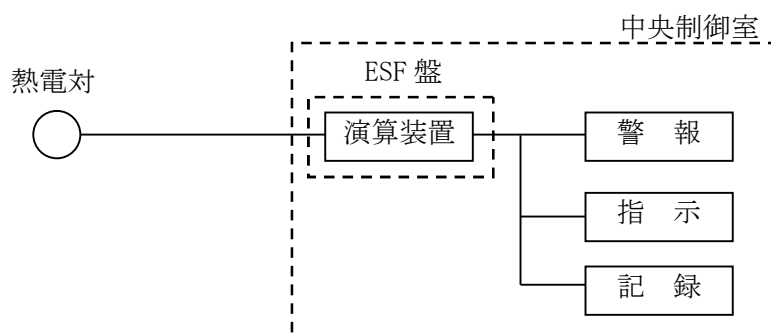 中央制御室
ESF 盤
熱電対
演算装置
警 報
指 示
記 録